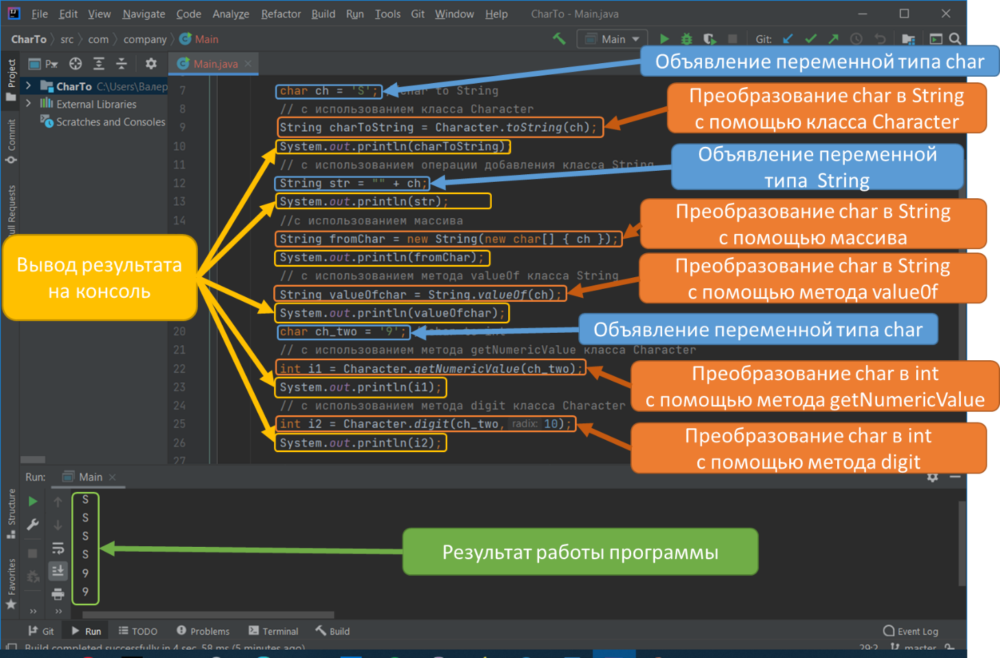 File Edit View Navigate Code Analyze Refactor Build Run Tools Git Window Help CharTo - Main.java
CharTo src com company Main Main Git:
Project
Commit
Pull Requests
Structure
Favorites
P
Main.java
CharTo C:\Users\Валер
External Libraries
Scratches and Consoles
7 char ch = 'S'; to String
8 // с использованием класса Character
9 String charToString = Character.toString(ch);
10 System.out.println(charToString);
11 // с использованием операции добавления класса String
12 String str = "" + ch;
13 System.out.println(str);
14 //с использованием массива
String fromChar = new String(new char[] { ch });
System.out.println(fromChar);
// с использованием метода valueOf класса String
String valueOfchar = String.valueOf(ch);
System.out.println(valueOfchar);
20 char ch_two = '9';
21 // с использованием метода getNumericValue класса Character
22 int i1 = Character.getNumericValue(ch_two);
23 System.out.println(i1);
24 // с использованием метода digit класса Character
25 int i2 = Character.digit(ch_two, radix: 10);
26 System.out.println(i2);
27
Объявление переменной типа char
Преобразование char в String
с помощью класса Character
Объявление переменной
типа String
Преобразование char в String
с помощью массива
Преобразование char в String
с помощью метода value0f
Объявление переменной типа char
Преобразование char в int
с помощью метода getNumericValue
Преобразование char в int
с помощью метода digit
Вывод результата
на консоль
Run: Main
S
S
S
S
9
9
Результат работы программы
Git Run TODO Problems Terminal Build Event Log
Build completed successfully in 4 sec, 58 ms (5 minutes ago) 29:2 master